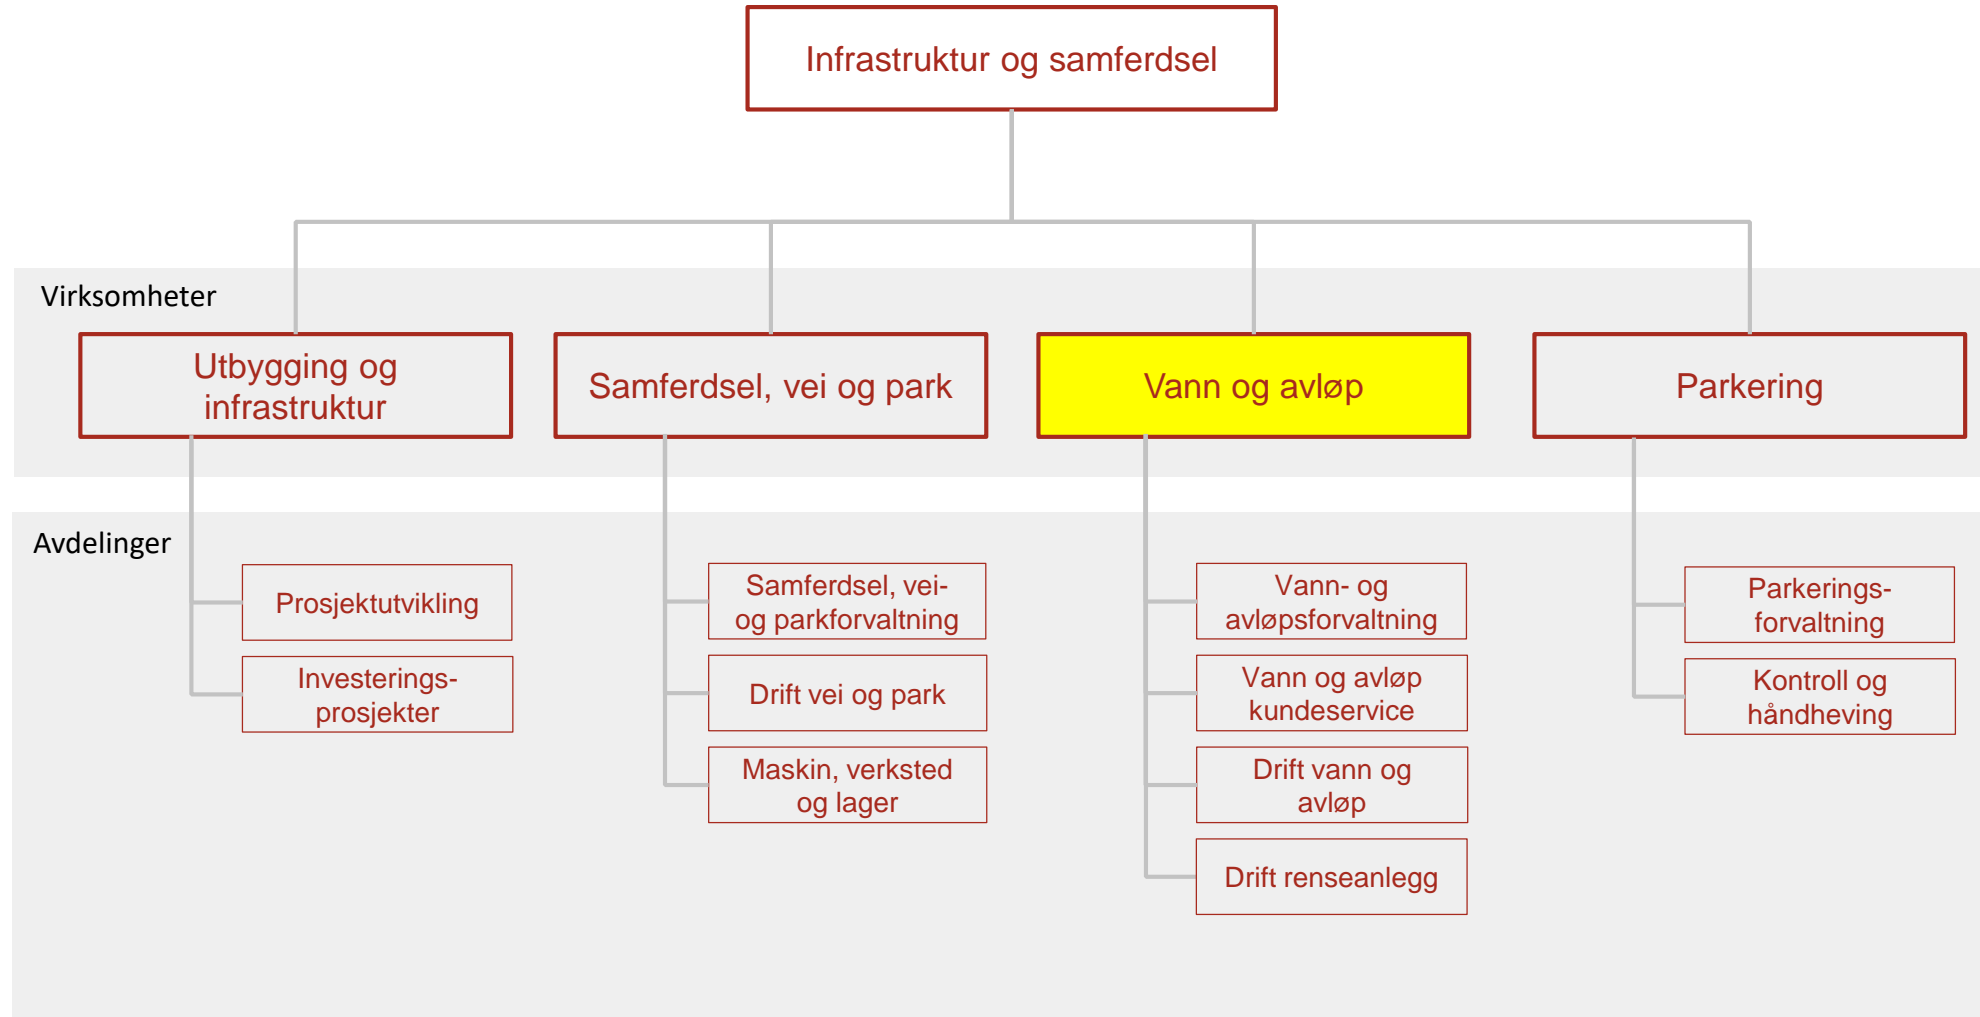 Infrastruktur og samferdsel
Virksomheter
Utbygging og
infrastruktur
Samferdsel, vei og park
Vann og avløp
Parkering
Avdelinger
Prosjektutvikling
Investerings-
prosjekter
Samferdsel, vei-
og parkforvaltning
Drift vei og park
Maskin, verksted
og lager
Vann- og
avløpsforvaltning
Vann og avløp
kundeservice
Drift vann og
avløp
Drift renseanlegg
Parkerings-
forvaltning
Kontroll og
håndheving